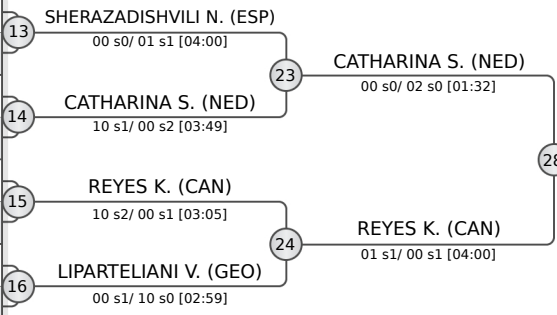 SHERAZADISHVILI N. (ESP)
13
00 s0/ 01 s1 [04:00]
23
CATHARINA S. (NED)
00 s0/ 02 s0 [01:32]
CATHARINA S. (NED)
14
10 s1/ 00 s2 [03:49]
28
REYES K. (CAN)
15
10 s2/ 00 s1 [03:05]
24
REYES K. (CAN)
01 s1/ 00 s1 [04:00]
LIPARTELIANI V. (GEO)
16
00 s1/ 10 s0 [02:59]